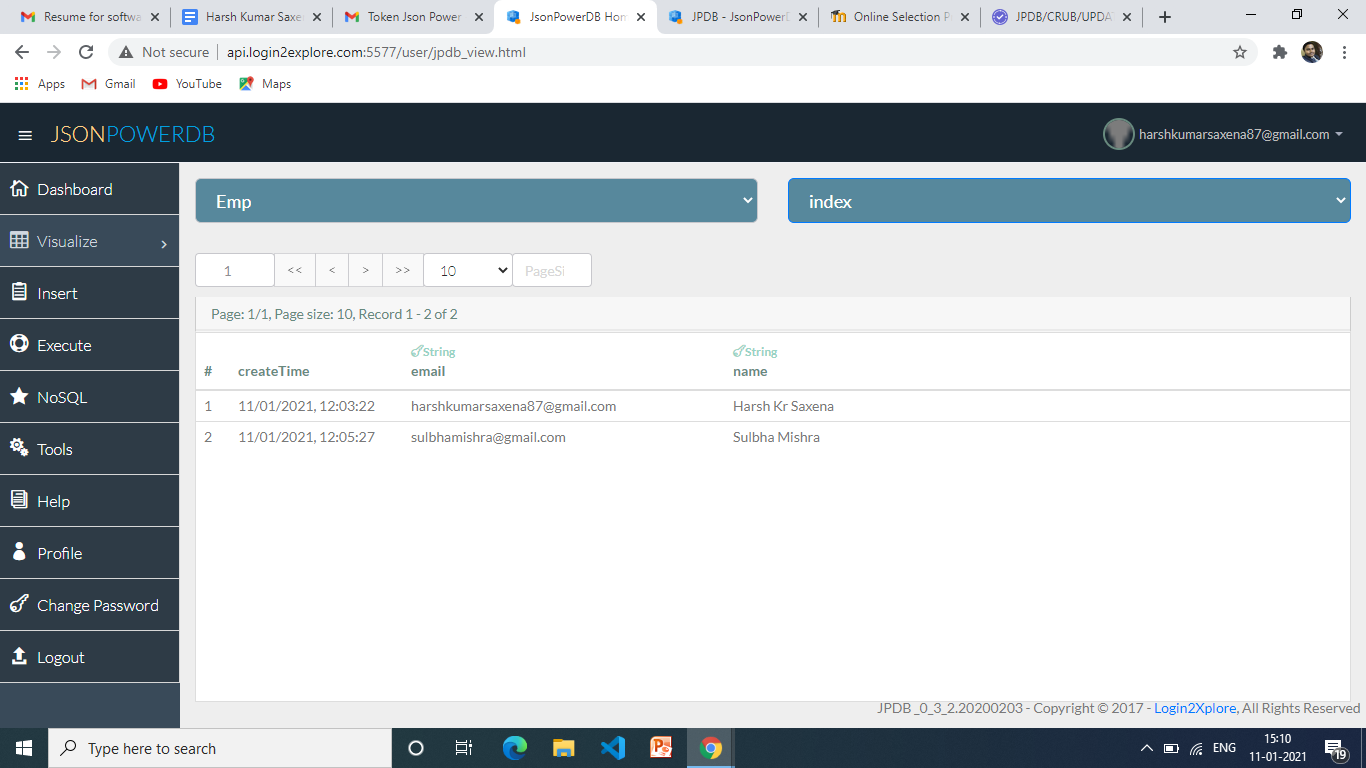 Resume for softwa
Harsh Kumar Saxe
Token Json Power
JsonPowerDB Hom
JPDB - JsonPowerD
Online Selection P
JPDB/CRUB/UPDA
Not secure
api.login2explore.com:5577/user/jpdb_view.html
Apps
Gmail
YouTube
Maps
JSONPOWERDB
harshkumarsaxena87@gmail.com
Dashboard
Visualize
Insert
Execute
NoSQL
Tools
Help
Profile
Change Password
Logout
Emp
index
1 << < > >> 10 PageSi
Page: 1/1, Page size: 10, Record 1 - 2 of 2
String String
# createTime email name
1 11/01/2021, 12:03:22 harshkumarsaxena87@gmail.com Harsh Kr Saxena
2 11/01/2021, 12:05:27 sulbhamishra@gmail.com Sulbha Mishra
JPDB_0_3_2.20200203 - Copyright © 2017 - Login2Xplore, All Rights Reserved
Type here to search
ENG
15:10
11-01-2021
19